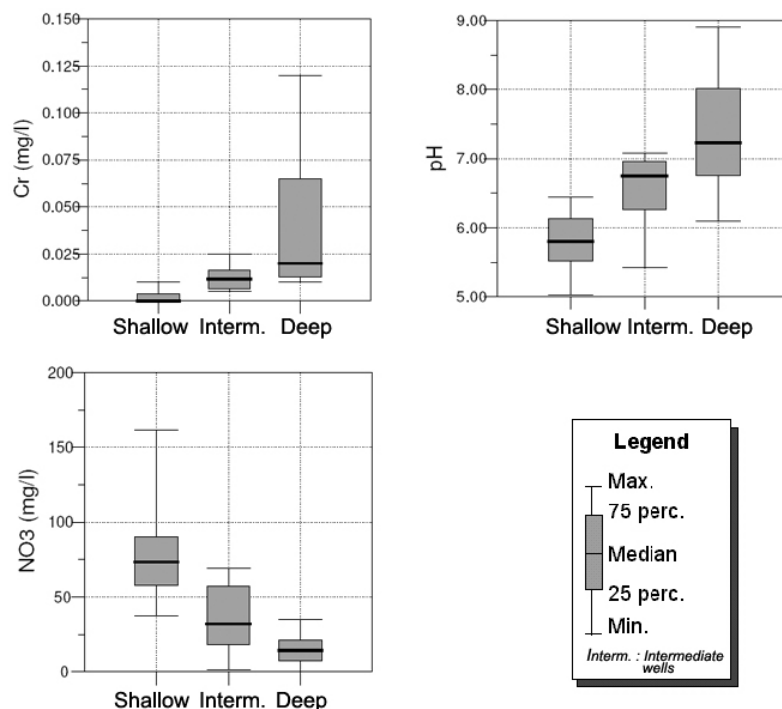 0.150
0.125
0.100
0.075
0.050
0.025
0.000
Cr (mg/l)
Shallow Interm. Deep
9.00
8.00
7.00
6.00
5.00
pH
Shallow Interm. Deep
200
150
100
50
0
NO3 (mg/l)
Shallow Interm. Deep
Legend
Max.
75 perc.
Median
25 perc.
Min.
Interm. : Intermediate
wells